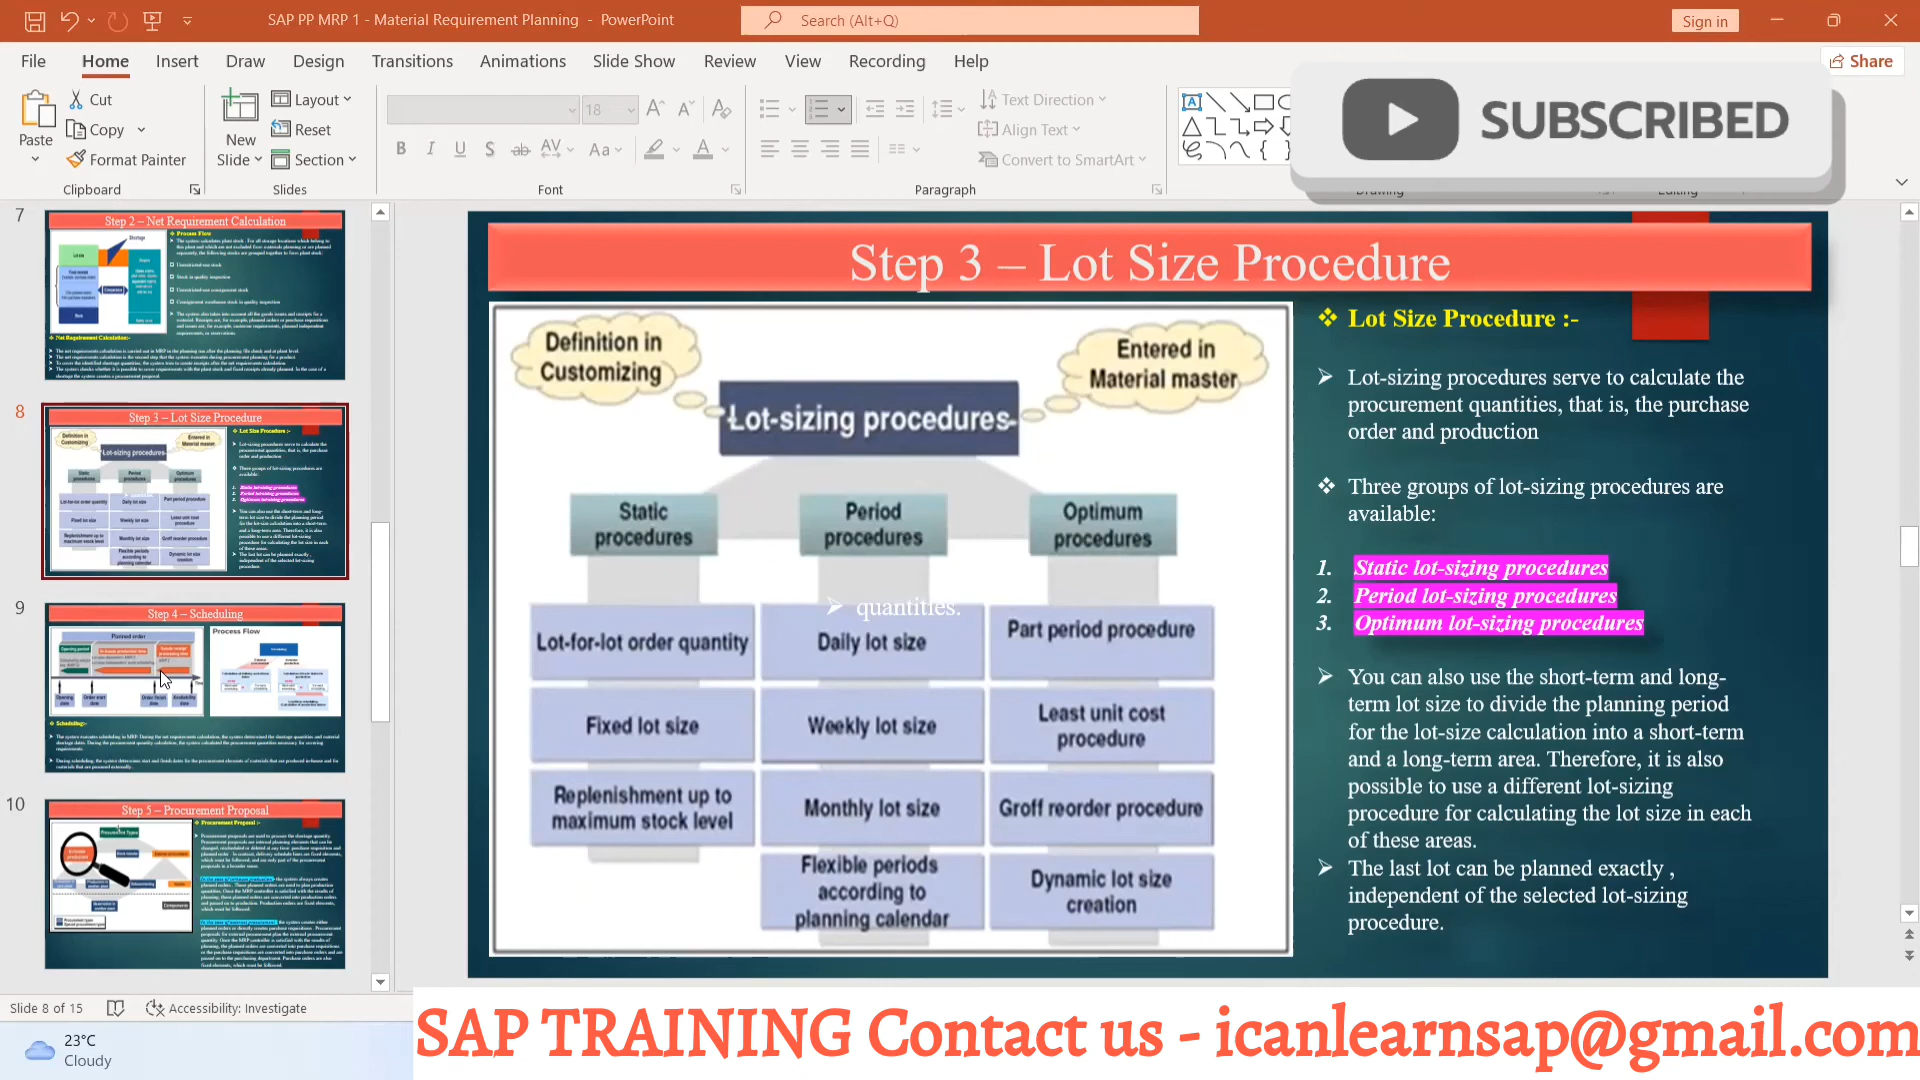 SAP PP MRP 1 - Material Requirement Planning - PowerPoint
Search (Alt+Q)
Sign in
File Home Insert Draw Design Transitions Animations Slide Show Review View Recording Help
Share
Paste
Cut
Copy
Format Painter
Clipboard
New
Slide
Layout
Reset
Section
Slides
18
Font
Text Direction
Align Text
Convert to SmartArt
Paragraph
SUBSCRIBED
7
Step 2 – Net Requirement Calculation
8
Step 3 – Lot Size Procedure
9
Step 4 – Scheduling
Planned order
Process Flow
10
Step 5 – Procurement Proposal
Step 3 – Lot Size Procedure
Definition in
Customizing
Entered in
Material master
Lot-sizing procedures
Static
procedures
Period
procedures
Optimum
procedures
➢ quantities.
Lot-for-lot order quantity
Daily lot size
Part period procedure
Fixed lot size
Weekly lot size
Least unit cost
procedure
Replenishment up to
maximum stock level
Monthly lot size
Groff reorder procedure
Flexible periods
according to
planning calendar
Dynamic lot size
creation
❖ Lot Size Procedure :-
➢ Lot-sizing procedures serve to calculate the
procurement quantities, that is, the purchase
order and production
❖ Three groups of lot-sizing procedures are
available:
1. Static lot-sizing procedures
2. Period lot-sizing procedures
3. Optimum lot-sizing procedures
➢ You can also use the short-term and long-
term lot size to divide the planning period
for the lot-size calculation into a short-term
and a long-term area. Therefore, it is also
possible to use a different lot-sizing
procedure for calculating the lot size in each
of these areas.
➢ The last lot can be planned exactly ,
independent of the selected lot-sizing
procedure.
Slide 8 of 15
Accessibility: Investigate
23°C
Cloudy
SAP TRAINING Contact us - icanlearnsap@gmail.com